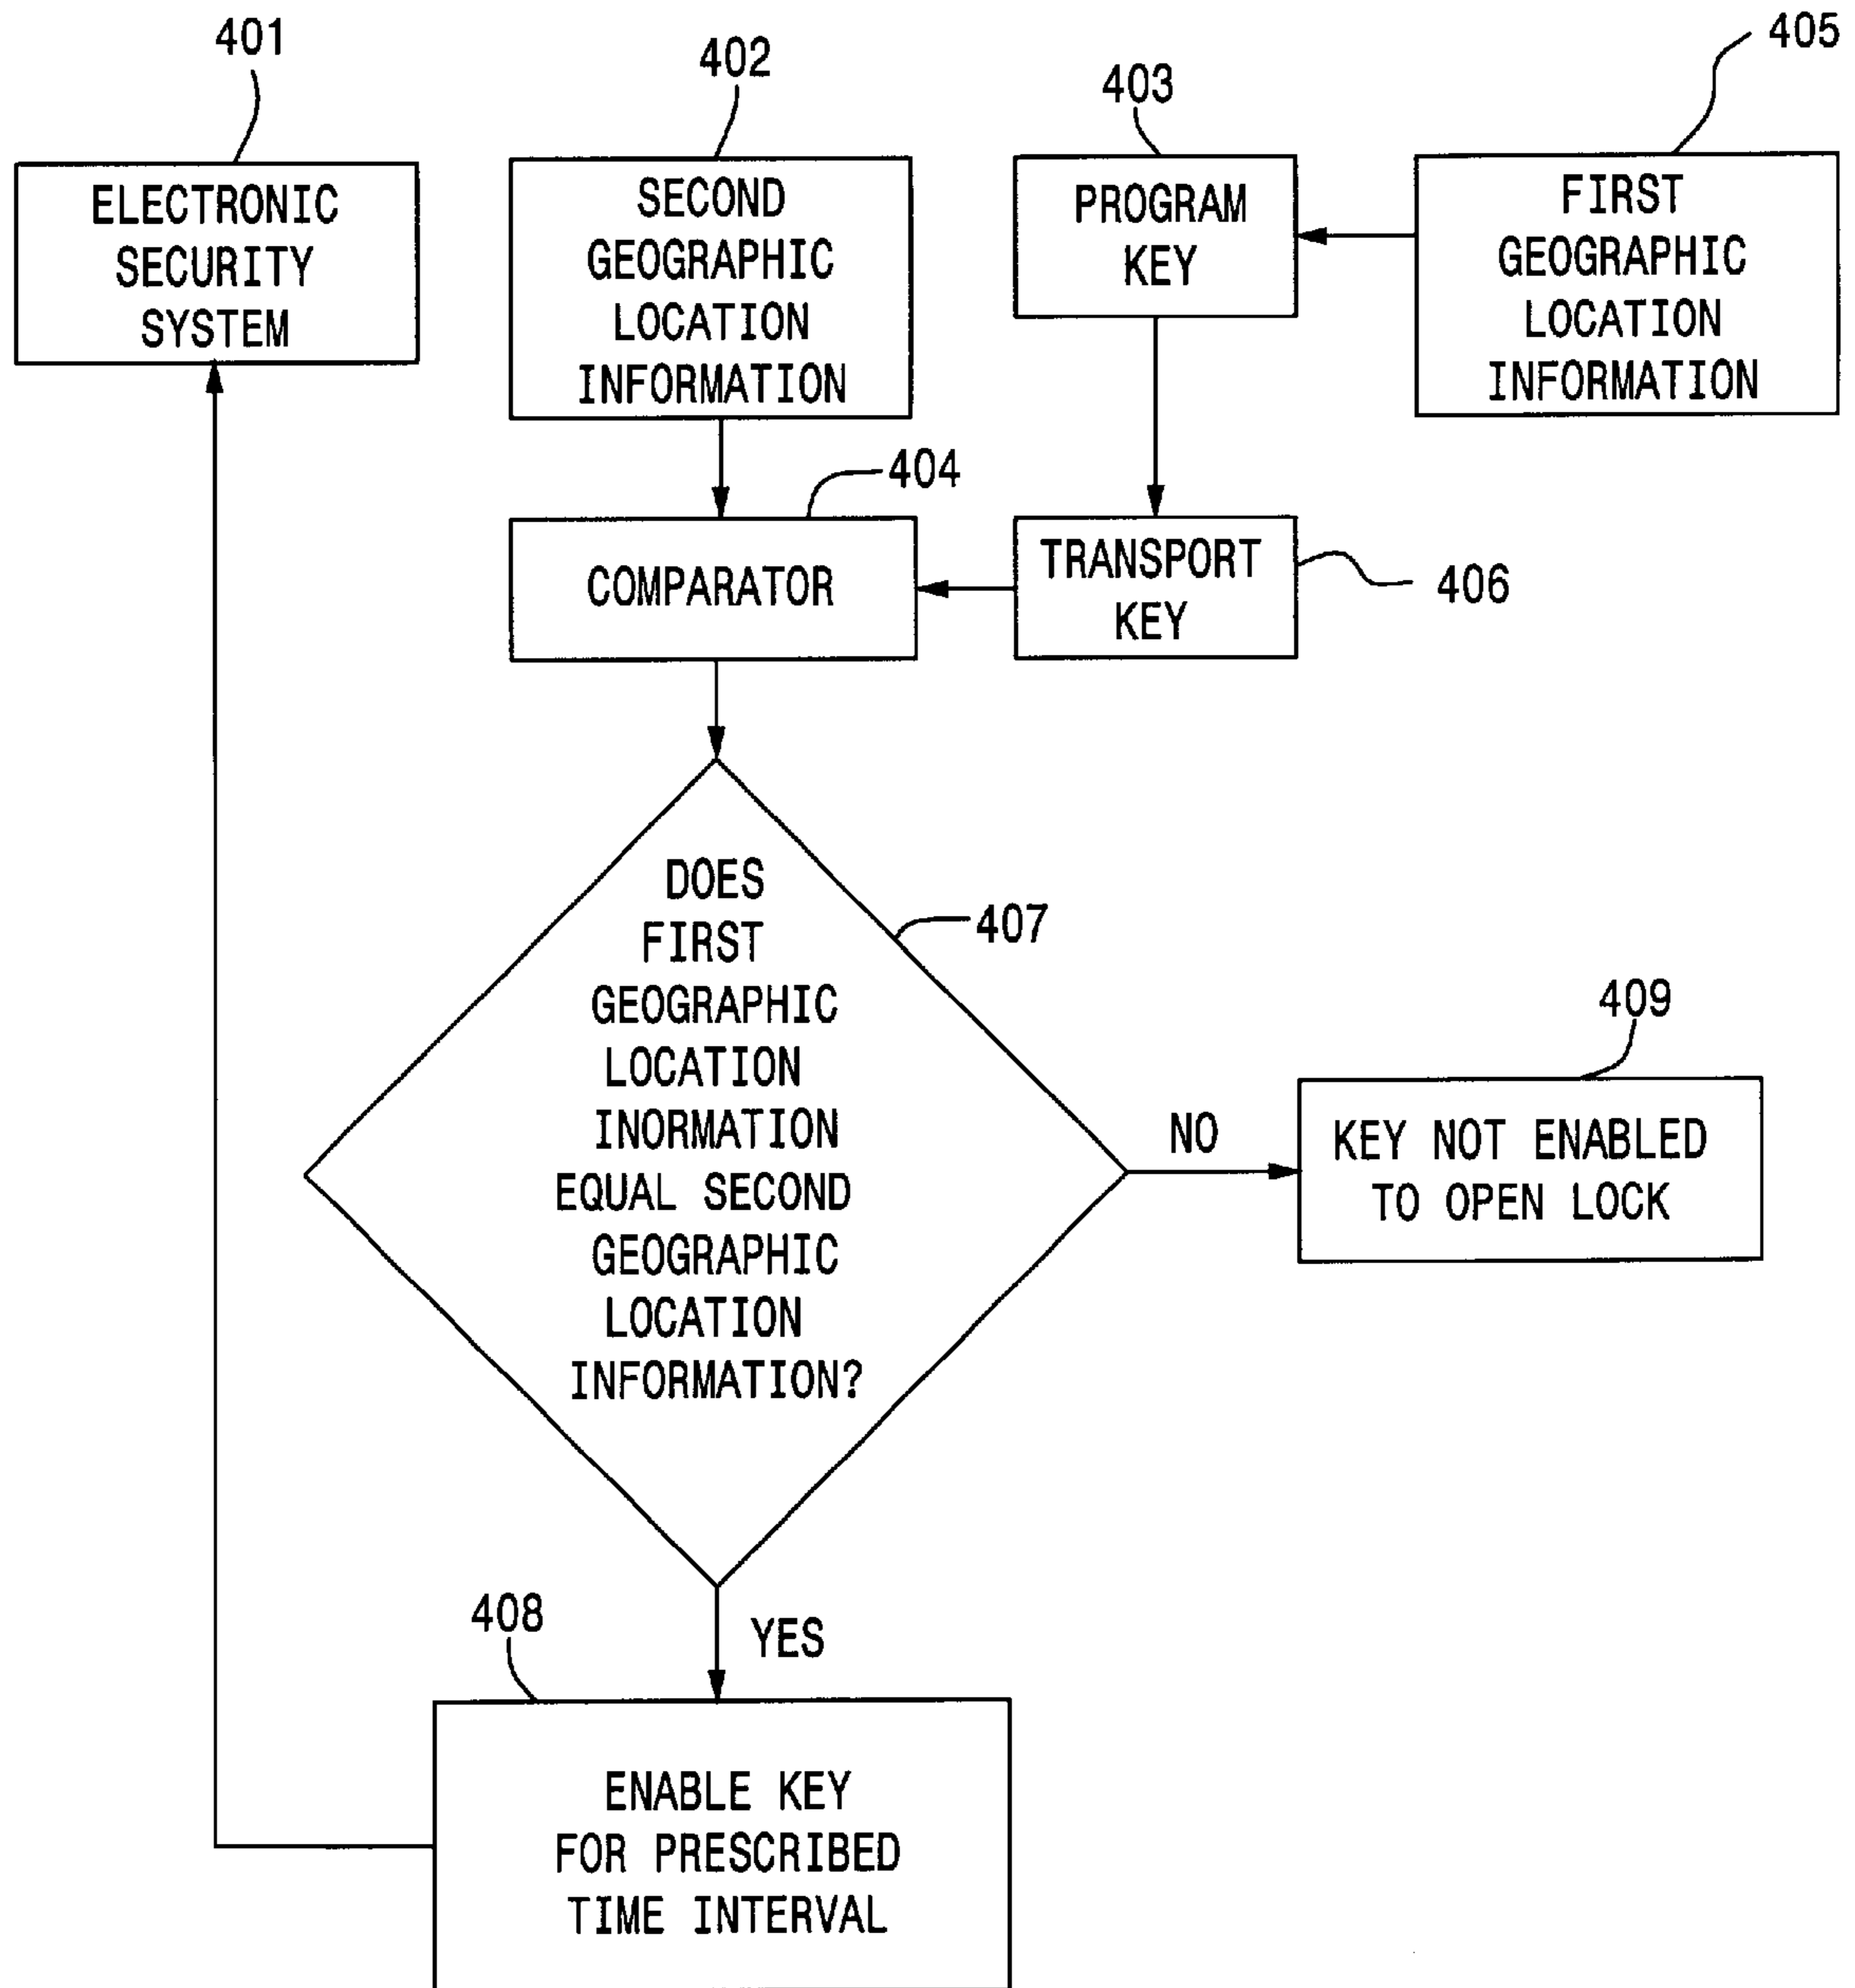 401
402
403
405
ELECTRONIC
SECURITY
SYSTEM
SECOND
GEOGRAPHIC
LOCATION
INFORMATION
PROGRAM
KEY
FIRST
GEOGRAPHIC
LOCATION
INFORMATION
404
COMPARATOR
TRANSPORT
KEY
406
DOES
FIRST
GEOGRAPHIC
LOCATION
INORMATION
EQUAL SECOND
GEOGRAPHIC
LOCATION
INFORMATION?
407
NO
409
KEY NOT ENABLED
TO OPEN LOCK
YES
408
ENABLE KEY
FOR PRESCRIBED
TIME INTERVAL